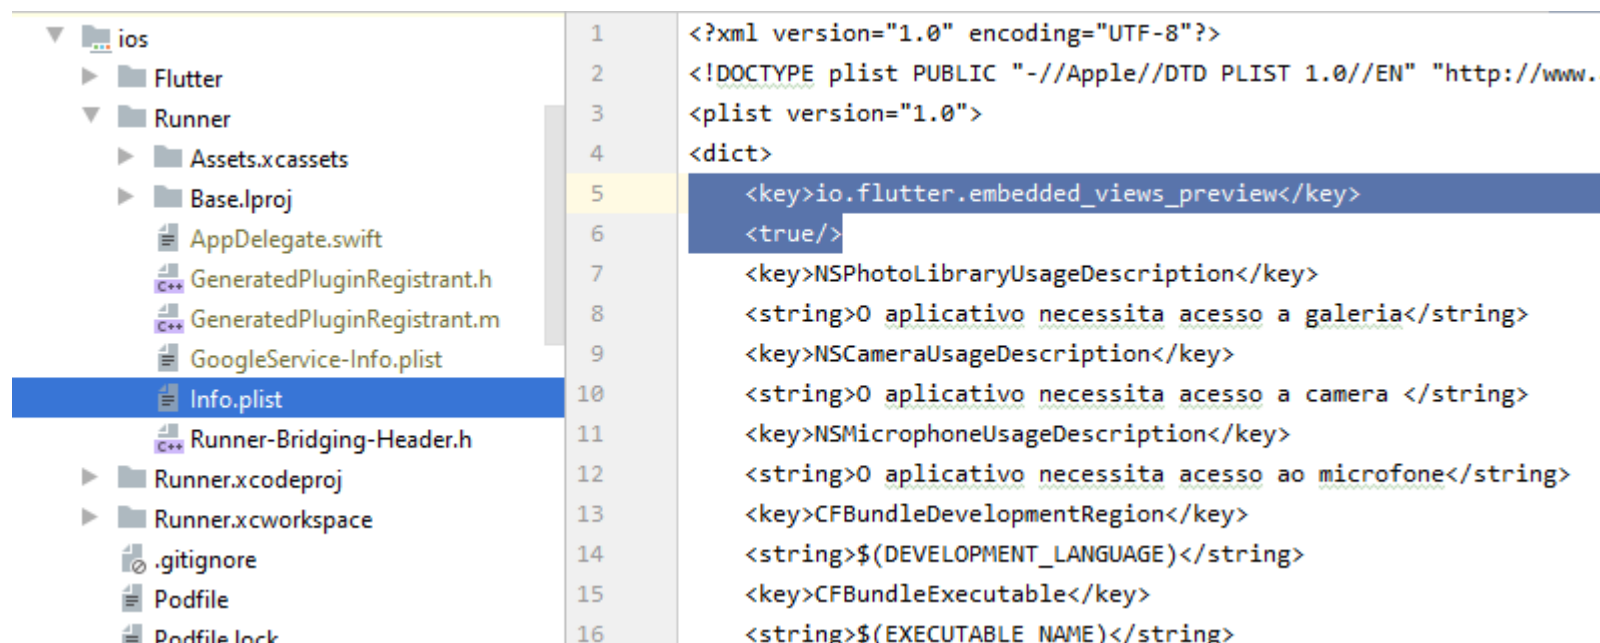 ios
Flutter
Runner
Assets.xcassets
Base.lproj
AppDelegate.swift
GeneratedPluginRegistrant.h
GeneratedPluginRegistrant.m
GoogleService-Info.plist
Info.plist
Runner-Bridging-Header.h
Runner.xcodeproj
Runner.xcworkspace
.gitignore
Podfile
Podfile.lock
1 <?xml version="1.0" encoding="UTF-8"?>
2 <!DOCTYPE plist PUBLIC "-//Apple//DTD PLIST 1.0//EN" "http://www.
3 <plist version="1.0">
4 <dict>
5 <key>io.flutter.embedded_views_preview</key>
6 <true/>
7 <key>NSPhotoLibraryUsageDescription</key>
8 <string>O aplicativo necessita acesso a galeria</string>
9 <key>NSCameraUsageDescription</key>
10 <string>O aplicativo necessita acesso a camera </string>
11 <key>NSMicrophoneUsageDescription</key>
12 <string>O aplicativo necessita acesso ao microfone</string>
13 <key>CFBundleDevelopmentRegion</key>
14 <string>$(DEVELOPMENT_LANGUAGE)</string>
15 <key>CFBundleExecutable</key>
16 <string>$(EXECUTABLE_NAME)</string>